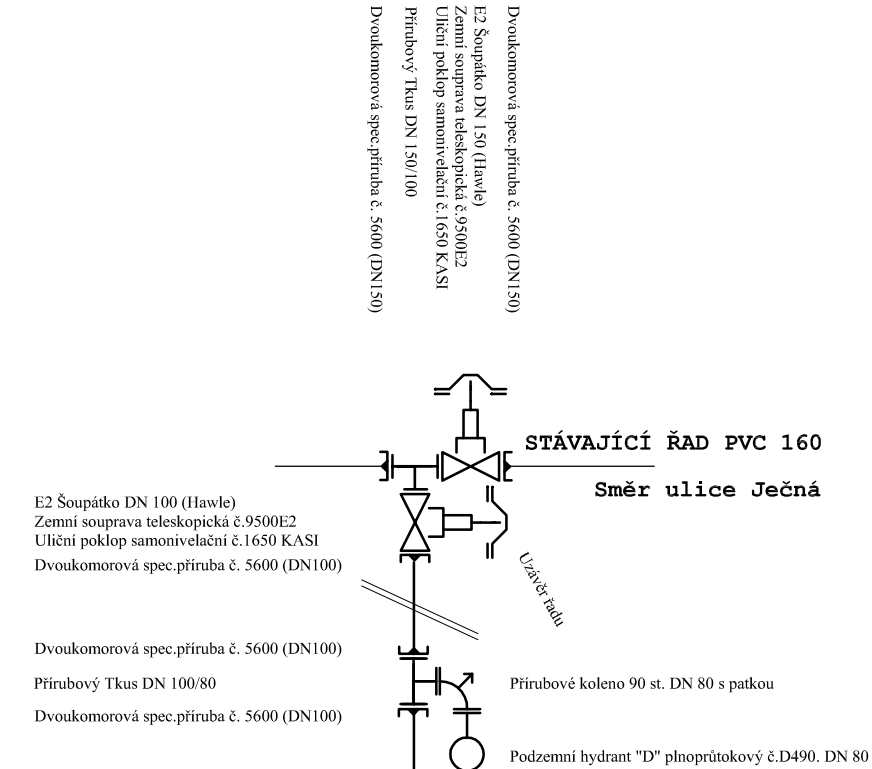 Dvoukomorová spec.příruba č. 5600 (DN150)
Přírubový Tkus DN 150/100
Uliční poklop samonivelační č.1650 KASI
Zemní souprava teleskopická č.9500E2
E2 Šoupátko DN 150 (Hawle)
Dvoukomorová spec.příruba č. 5600 (DN150)
STÁVAJÍCÍ ŘAD PVC 160
Směr ulice Ječná
E2 Šoupátko DN 100 (Hawle)
Zemní souprava teleskopická č.9500E2
Uliční poklop samonivelační č.1650 KASI
Dvoukomorová spec.příruba č. 5600 (DN100)
Uzávěr řadu
Dvoukomorová spec.příruba č. 5600 (DN100)
Přírubový Tkus DN 100/80
Přírubové koleno 90 st. DN 80 s patkou
Dvoukomorová spec.příruba č. 5600 (DN100)
Podzemní hydrant "D" plnoprůtokový č.D490. DN 80